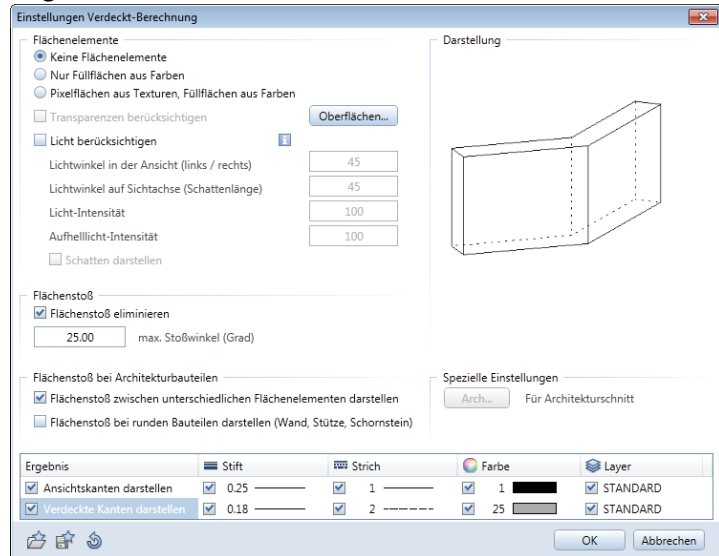 Einstellungen Verdeckt-Berechnung
Flächenelemente
Keine Flächenelemente
Nur Füllflächen aus Farben
Pixelflächen aus Texturen, Füllflächen aus Farben
Transparenzen berücksichtigen
Oberflächen...
Licht berücksichtigen
Lichtwinkel in der Ansicht (links / rechts) 45
Lichtwinkel auf Sichtachse (Schattenlänge) 45
Licht-Intensität 100
Aufhelllicht-Intensität 100
Schatten darstellen
Darstellung
Flächenstoß
Flächenstoß eliminieren
25.00 max. Stoßwinkel (Grad)
Flächenstoß bei Architekturbauteilen
Flächenstoß zwischen unterschiedlichen Flächenelementen darstellen
Flächenstoß bei runden Bauteilen darstellen (Wand, Stütze, Schornstein)
Spezielle Einstellungen
Arch... Für Architekturschnitt
Ergebnis Stift Strich Farbe Layer
Ansichtskanten darstellen 0.25 1 1 STANDARD
Verdeckte Kanten darstellen 0.18 2 25 STANDARD
OK Abbrechen